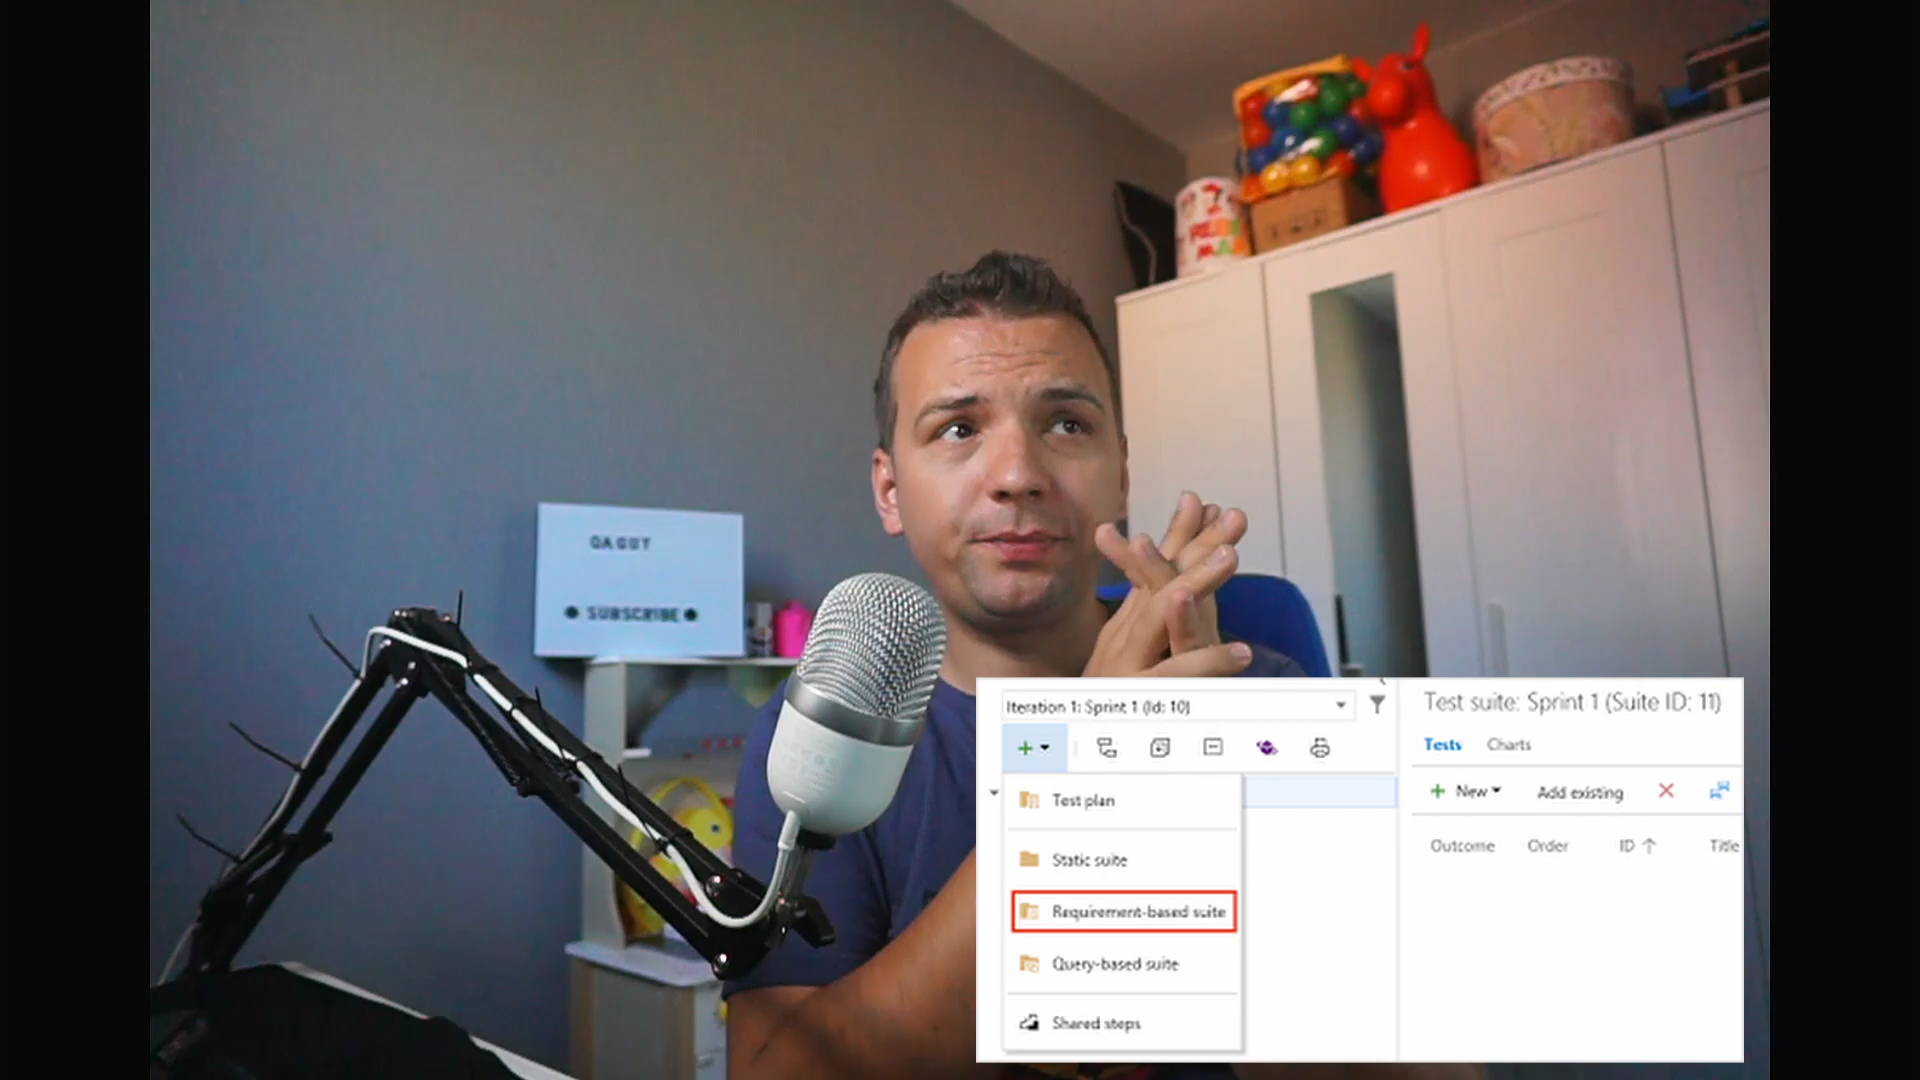 QA GUY
● SUBSCRIBE ●
Iteration 1: Sprint 1 (Id: 10)
Test plan
Static suite
Requirement-based suite
Query-based suite
Shared steps
Test suite: Sprint 1 (Suite ID: 11)
Tests Charts
New Add existing
Outcome Order ID Title